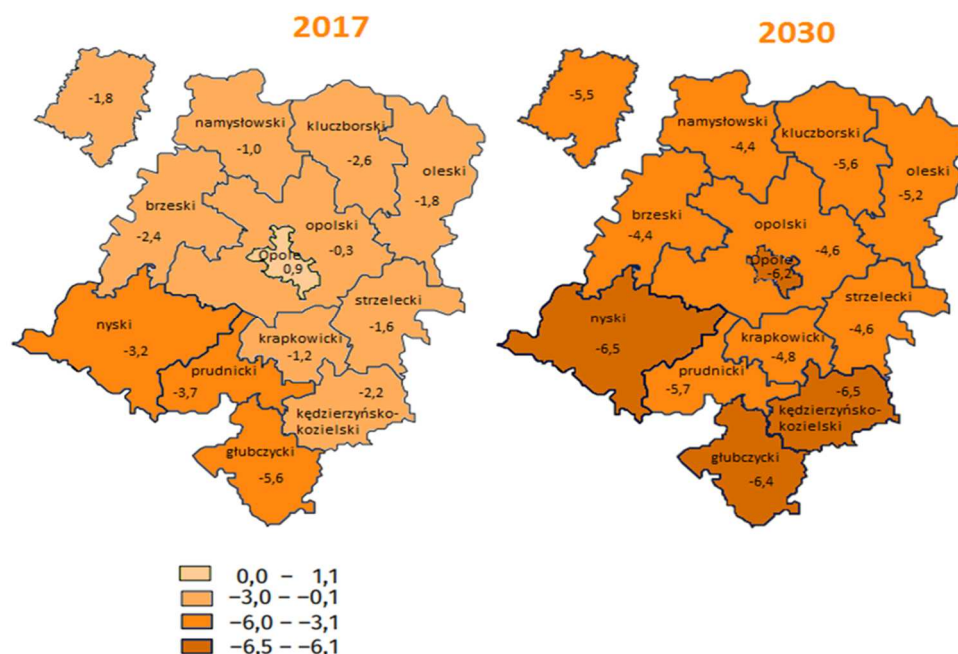 2017
-1,8
namysłowski
-1,0
kluczborski
-2,6
oleski
-1,8
brzeski
-2,4
opolski
-0,3
Opole
0,9
strzelecki
-1,6
nyski
-3,2
krapkowicki
-1,2
prudnicki
-3,7
-2,2
kędzierzyńsko-
kozielski
głubczycki
-5,6
2030
-5,5
namysłowski
-4,4
kluczborski
-5,6
oleski
-5,2
brzeski
-4,4
opolski
-4,6
Opole
-6,2
strzelecki
-4,6
nyski
-6,5
krapkowicki
-4,8
prudnicki
-5,7
-6,5
kędzierzyńsko-
kozielski
głubczycki
-6,4
0,0 – 1,1
−3,0 – −0,1
−6,0 – −3,1
−6,5 – −6,1